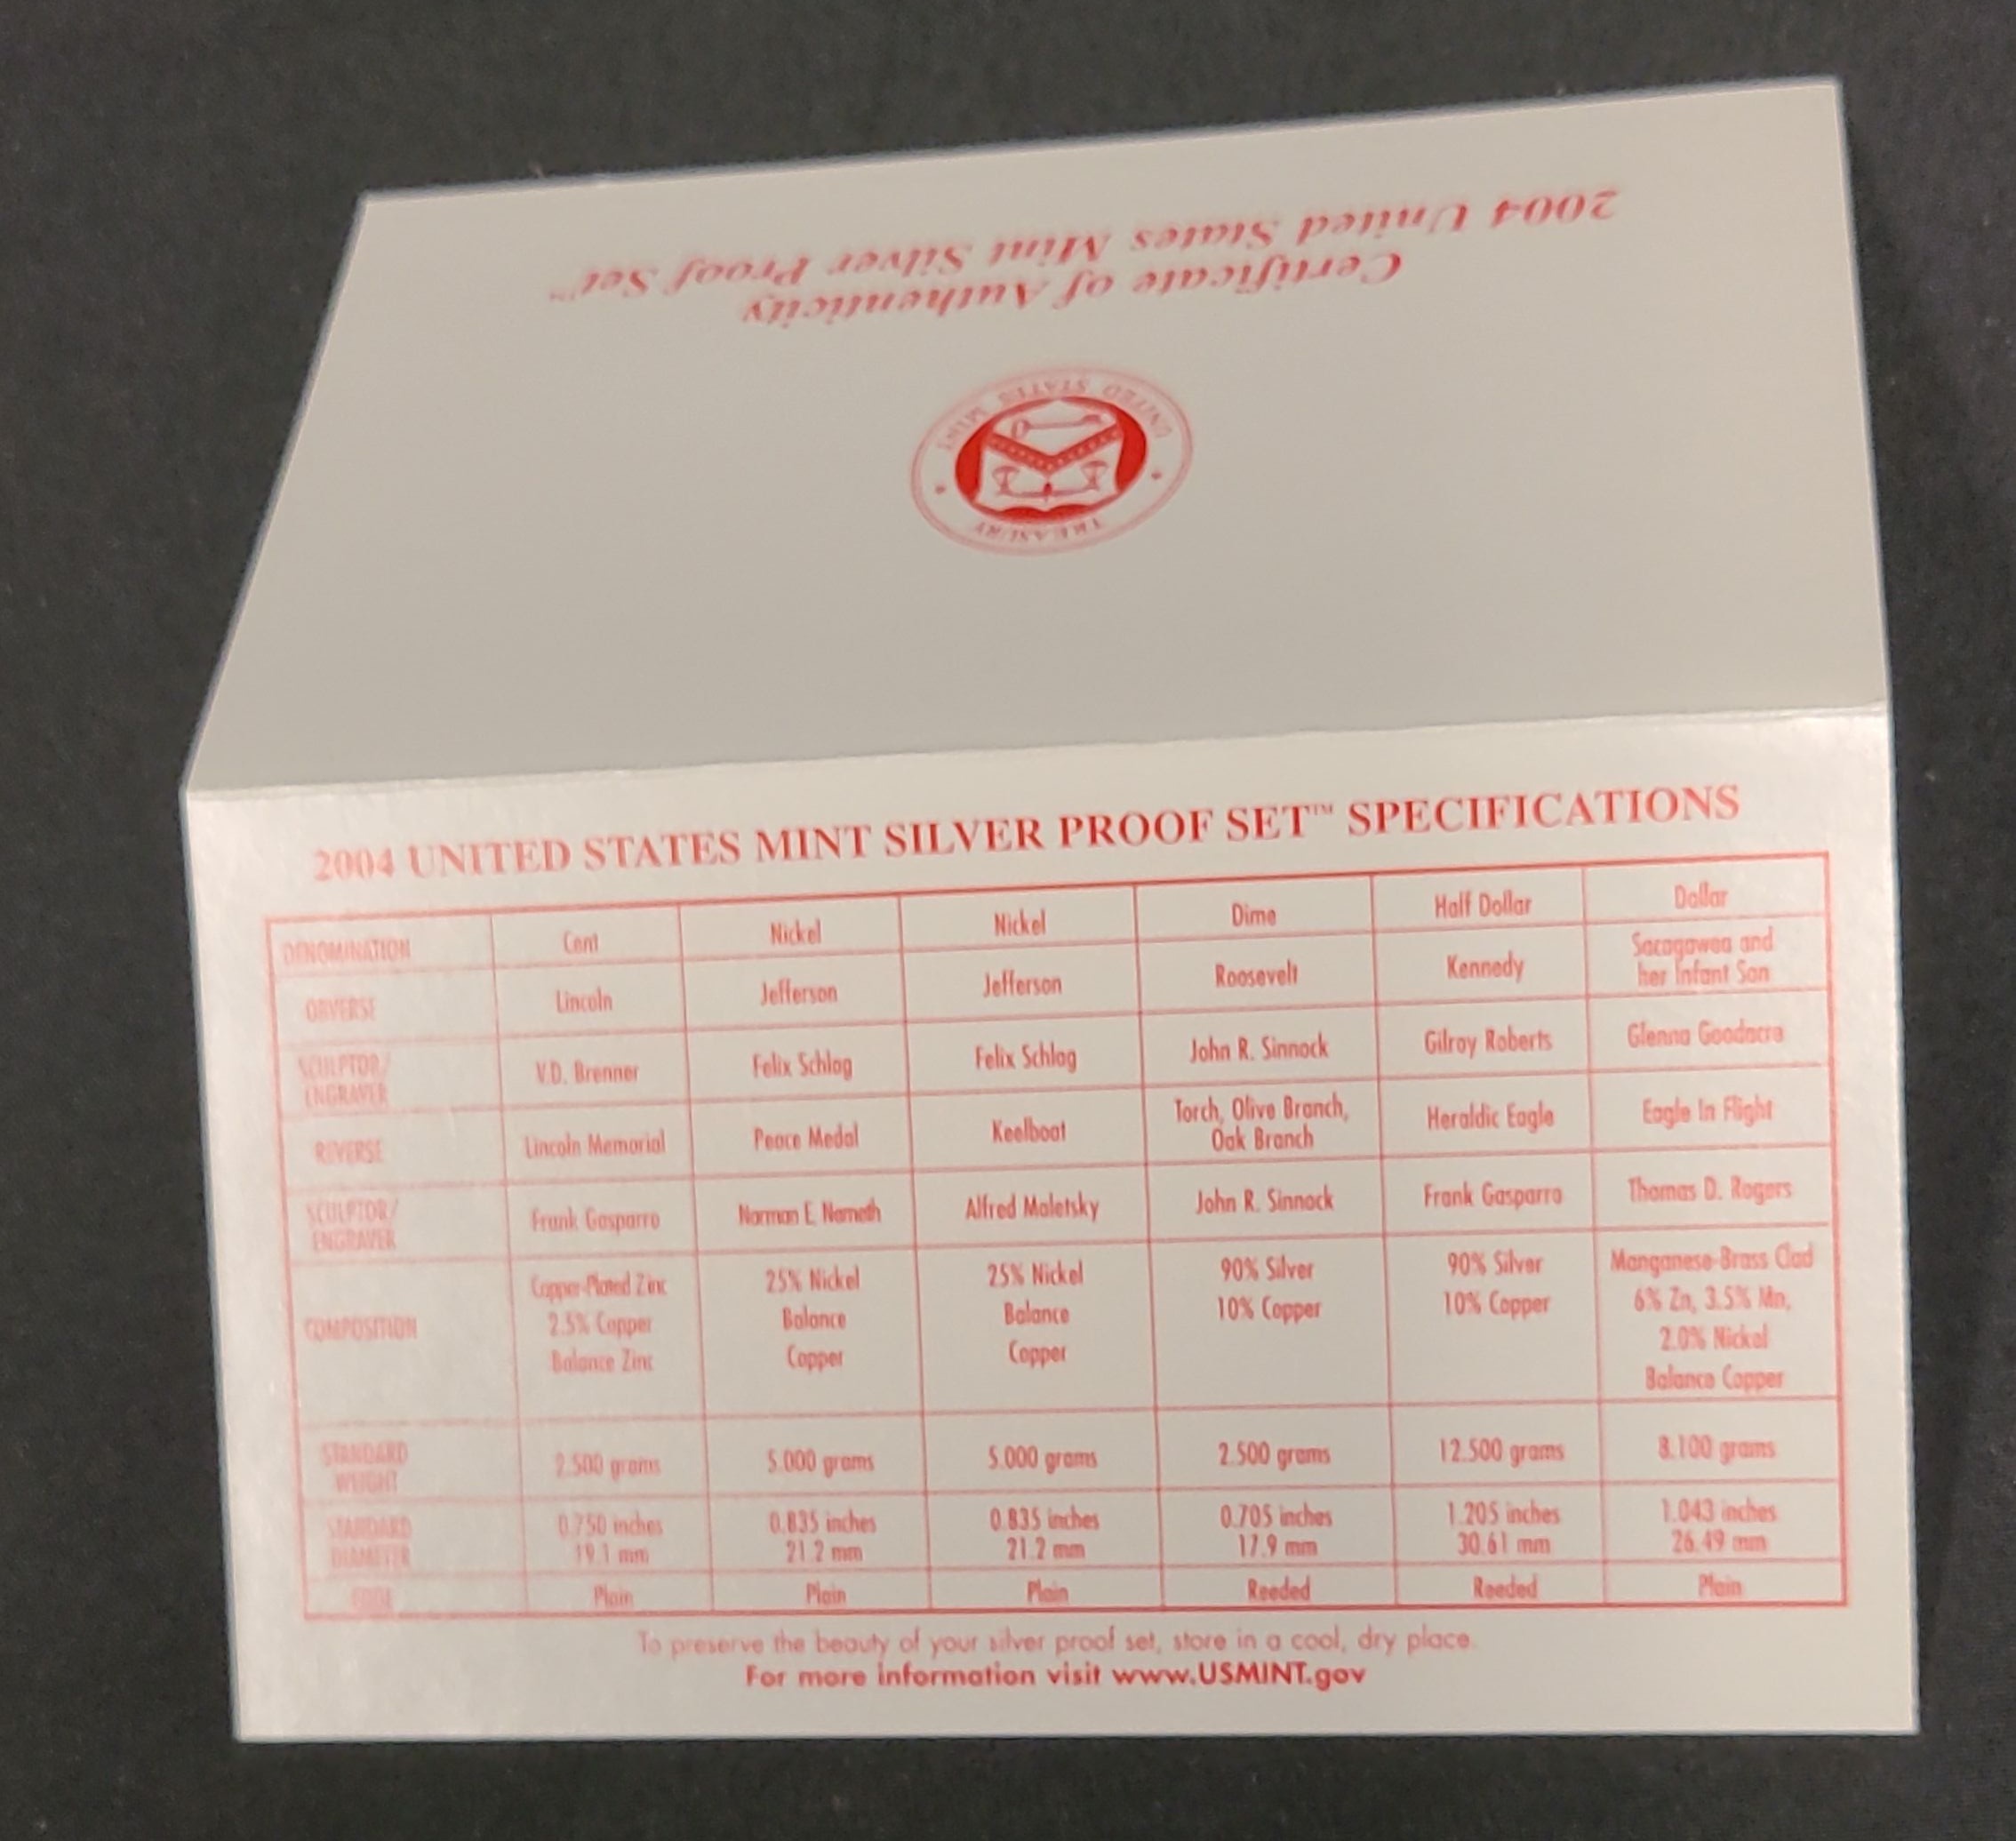 2004 United States Mint Silver Proof Set™
Certificate of Authenticity
UNITED STATES MINT
TREASURY
2004 UNITED STATES MINT SILVER PROOF SET™ SPECIFICATIONS
DENOMINATION Cent Nickel Nickel Dime Half Dollar Dollar
OBVERSE Lincoln Jefferson Jefferson Roosevelt Kennedy Sacagawea and
her Infant Son
SCULPTOR/
ENGRAVER V.D. Brenner Felix Schlag Felix Schlag John R. Sinnock Gilroy Roberts Glenna Goodacre
REVERSE Lincoln Memorial Peace Medal Keelboat Torch, Olive Branch,
Oak Branch Heraldic Eagle Eagle In Flight
SCULPTOR/
ENGRAVER Frank Gasparro Norman E. Nemeth Alfred Maletsky John R. Sinnock Frank Gasparro Thomas D. Rogers
COMPOSITION Copper-Plated Zinc 25% Nickel 25% Nickel 90% Silver 90% Silver Manganese-Brass Clad
2.5% Copper Balance Balance 10% Copper 10% Copper 6% Zn, 3.5% Mn,
Balance Zinc Copper Copper 2.0% Nickel
Balance Copper
STANDARD
WEIGHT 2.500 grams 5.000 grams 5.000 grams 2.500 grams 12.500 grams 8.100 grams
STANDARD 0.750 inches 0.835 inches 0.835 inches 0.705 inches 1.205 inches 1.043 inches
DIAMETER 19.1 mm 21.2 mm 21.2 mm 17.9 mm 30.61 mm 26.49 mm
EDGE Plain Plain Plain Reeded Reeded Plain
To preserve the beauty of your silver proof set, store in a cool, dry place.
For more information visit www.USMINT.gov